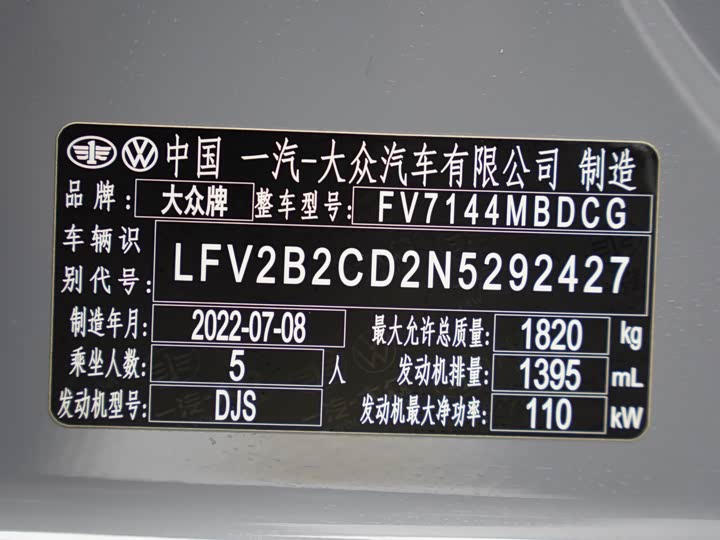 中国 一汽-大众汽车有限公司 制造
品牌: 大众牌 整车型号: FV7144MBDCG
车辆识别代号: LFV2B2CD2N5292427
制造年月: 2022-07-08 最大允许总质量: 1820 kg
乘坐人数: 5 人 发动机排量: 1395 mL
发动机型号: DJS 发动机最大净功率: 110 kW